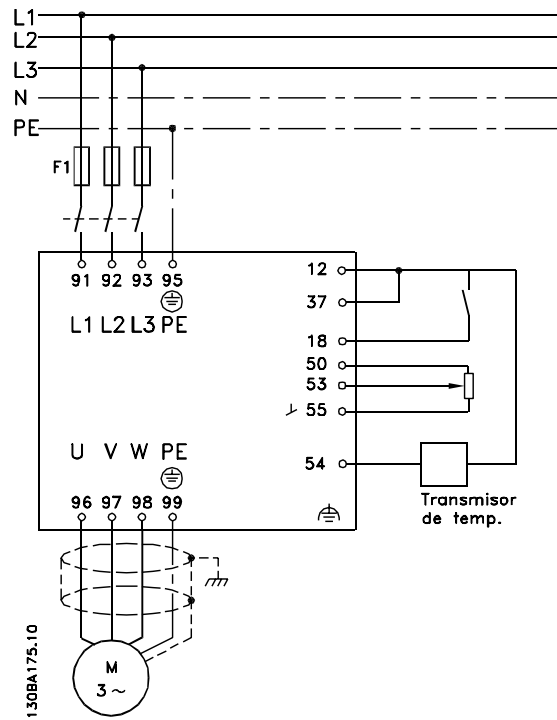 L1
L2
L3
N
PE
F1
91 92 93 95
L1 L2 L3 PE
12
37
18
50
53
55
54
U V W PE
96 97 98 99
Transmisor
de temp.
M
3 ~
130BA175.10